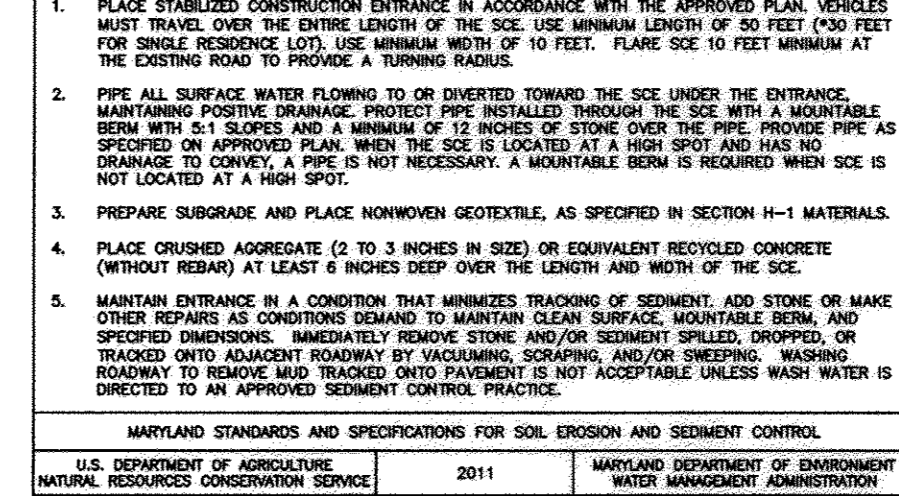 1. PLACE STABILIZED CONSTRUCTION ENTRANCE IN ACCORDANCE WITH THE APPROVED PLAN. VEHICLES
MUST TRAVEL OVER THE ENTIRE LENGTH OF THE SCE. USE MINIMUM LENGTH OF 50 FEET (*30 FEET
FOR SINGLE RESIDENCE LOT). USE MINIMUM WIDTH OF 10 FEET. FLARE SCE 10 FEET MINIMUM AT
THE EXISTING ROAD TO PROVIDE A TURNING RADIUS.
2. PIPE ALL SURFACE WATER FLOWING TO OR DIVERTED TOWARD THE SCE UNDER THE ENTRANCE,
MAINTAINING POSITIVE DRAINAGE. PROTECT PIPE INSTALLED THROUGH THE SCE WITH A MOUNTABLE
BERM WITH 5:1 SLOPES AND A MINIMUM OF 12 INCHES OF STONE OVER THE PIPE. PROVIDE PIPE AS
SPECIFIED ON APPROVED PLAN. WHEN THE SCE IS LOCATED AT A HIGH SPOT AND HAS NO
DRAINAGE TO CONVEY, A PIPE IS NOT NECESSARY. A MOUNTABLE BERM IS REQUIRED WHEN SCE IS
NOT LOCATED AT A HIGH SPOT.
3. PREPARE SUBGRADE AND PLACE NONWOVEN GEOTEXTILE, AS SPECIFIED IN SECTION H-1 MATERIALS.
4. PLACE CRUSHED AGGREGATE (2 TO 3 INCHES IN SIZE) OR EQUIVALENT RECYCLED CONCRETE
(WITHOUT REBAR) AT LEAST 6 INCHES DEEP OVER THE LENGTH AND WIDTH OF THE SCE.
5. MAINTAIN ENTRANCE IN A CONDITION THAT MINIMIZES TRACKING OF SEDIMENT. ADD STONE OR MAKE
OTHER REPAIRS AS CONDITIONS DEMAND TO MAINTAIN CLEAN SURFACE, MOUNTABLE BERM, AND
SPECIFIED DIMENSIONS. IMMEDIATELY REMOVE STONE AND/OR SEDIMENT SPILLED, DROPPED, OR
TRACKED ONTO ADJACENT ROADWAY BY VACUUMING, SCRAPING, AND/OR SWEEPING. WASHING
ROADWAY TO REMOVE MUD TRACKED ONTO PAVEMENT IS NOT ACCEPTABLE UNLESS WASH WATER IS
DIRECTED TO AN APPROVED SEDIMENT CONTROL PRACTICE.
MARYLAND STANDARDS AND SPECIFICATIONS FOR SOIL EROSION AND SEDIMENT CONTROL
U.S. DEPARTMENT OF AGRICULTURE
NATURAL RESOURCES CONSERVATION SERVICE
2011
MARYLAND DEPARTMENT OF ENVIRONMENT
WATER MANAGEMENT ADMINISTRATION